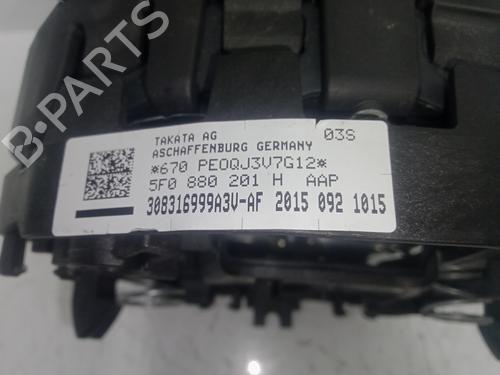 TAKATA AG 03S
ASCHAFFENBURG GERMANY
*670 PEOQJ3V7G12*
5F0 880 201 H AAP
308316999A3V-AF 2015 092 1015
B-PARTS